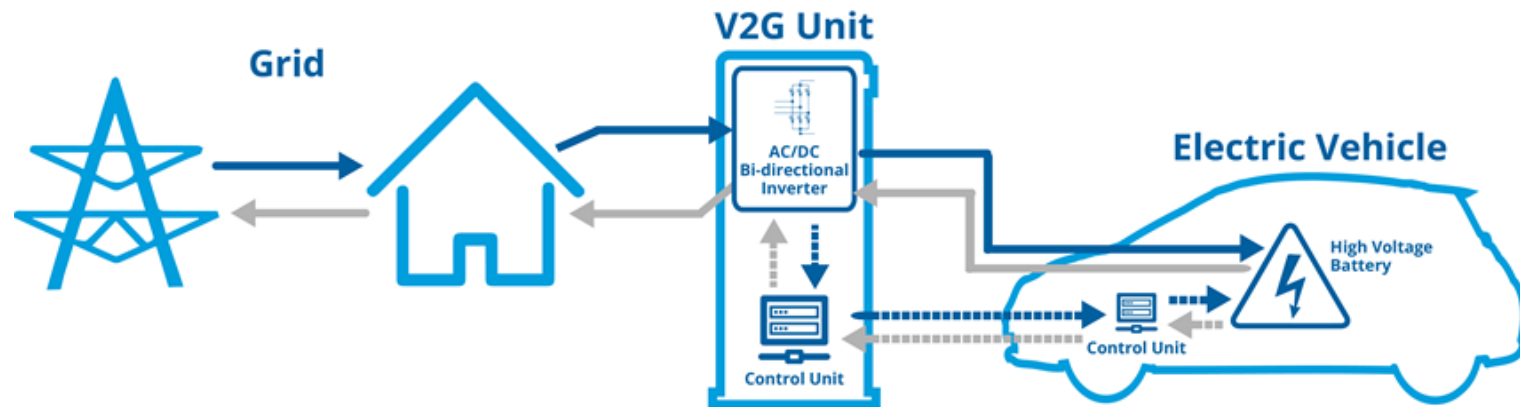 V2G Unit
Grid
AC/DC
Bi-directional
Inverter
Electric Vehicle
High Voltage
Battery
Control Unit
Control Unit